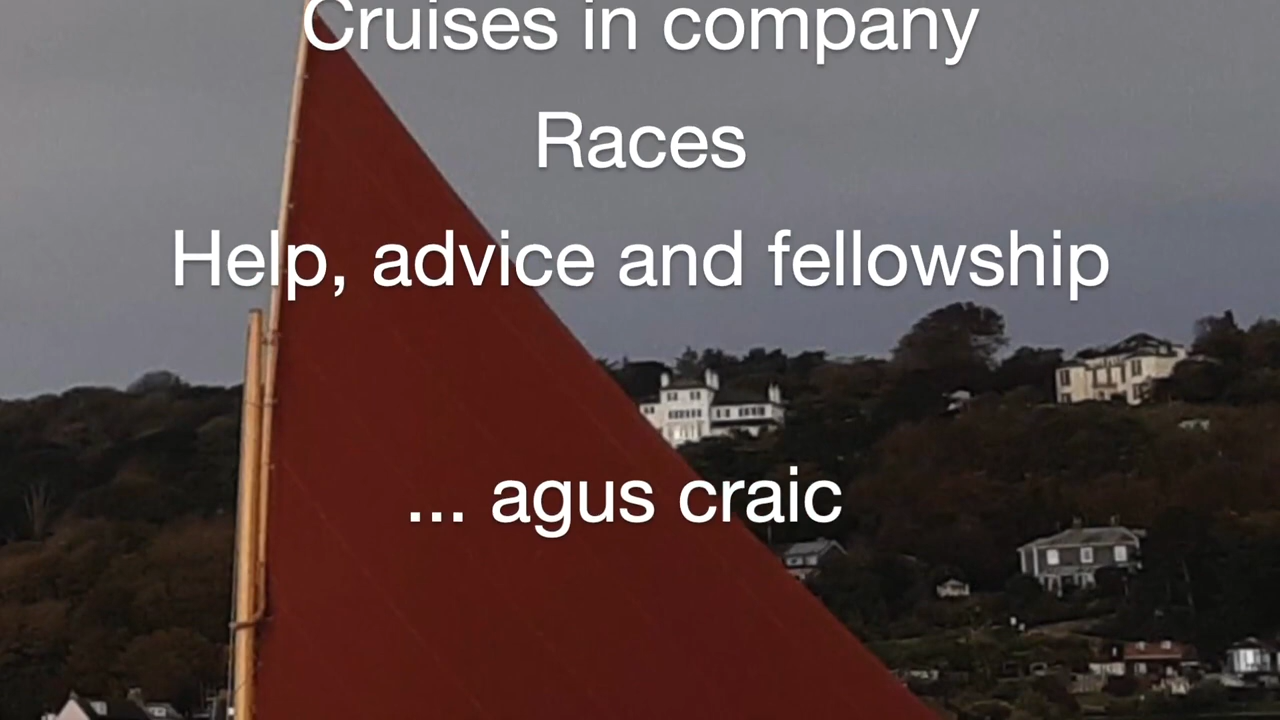 Cruises in company
Races
Help, advice and fellowship
... agus craic